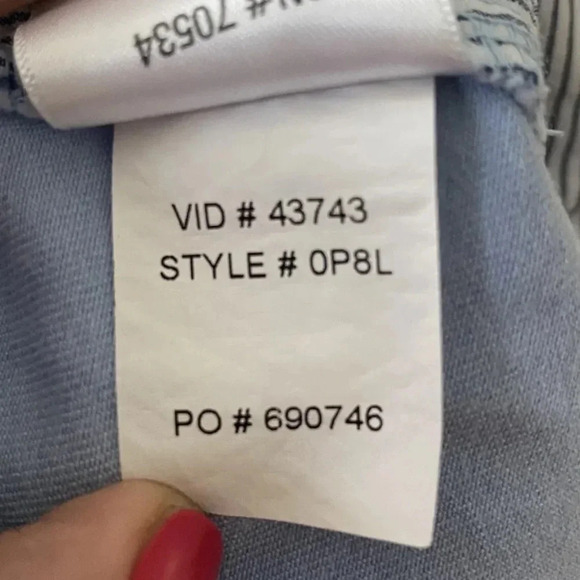 # 70534
VID # 43743
STYLE # 0P8L
PO # 690746